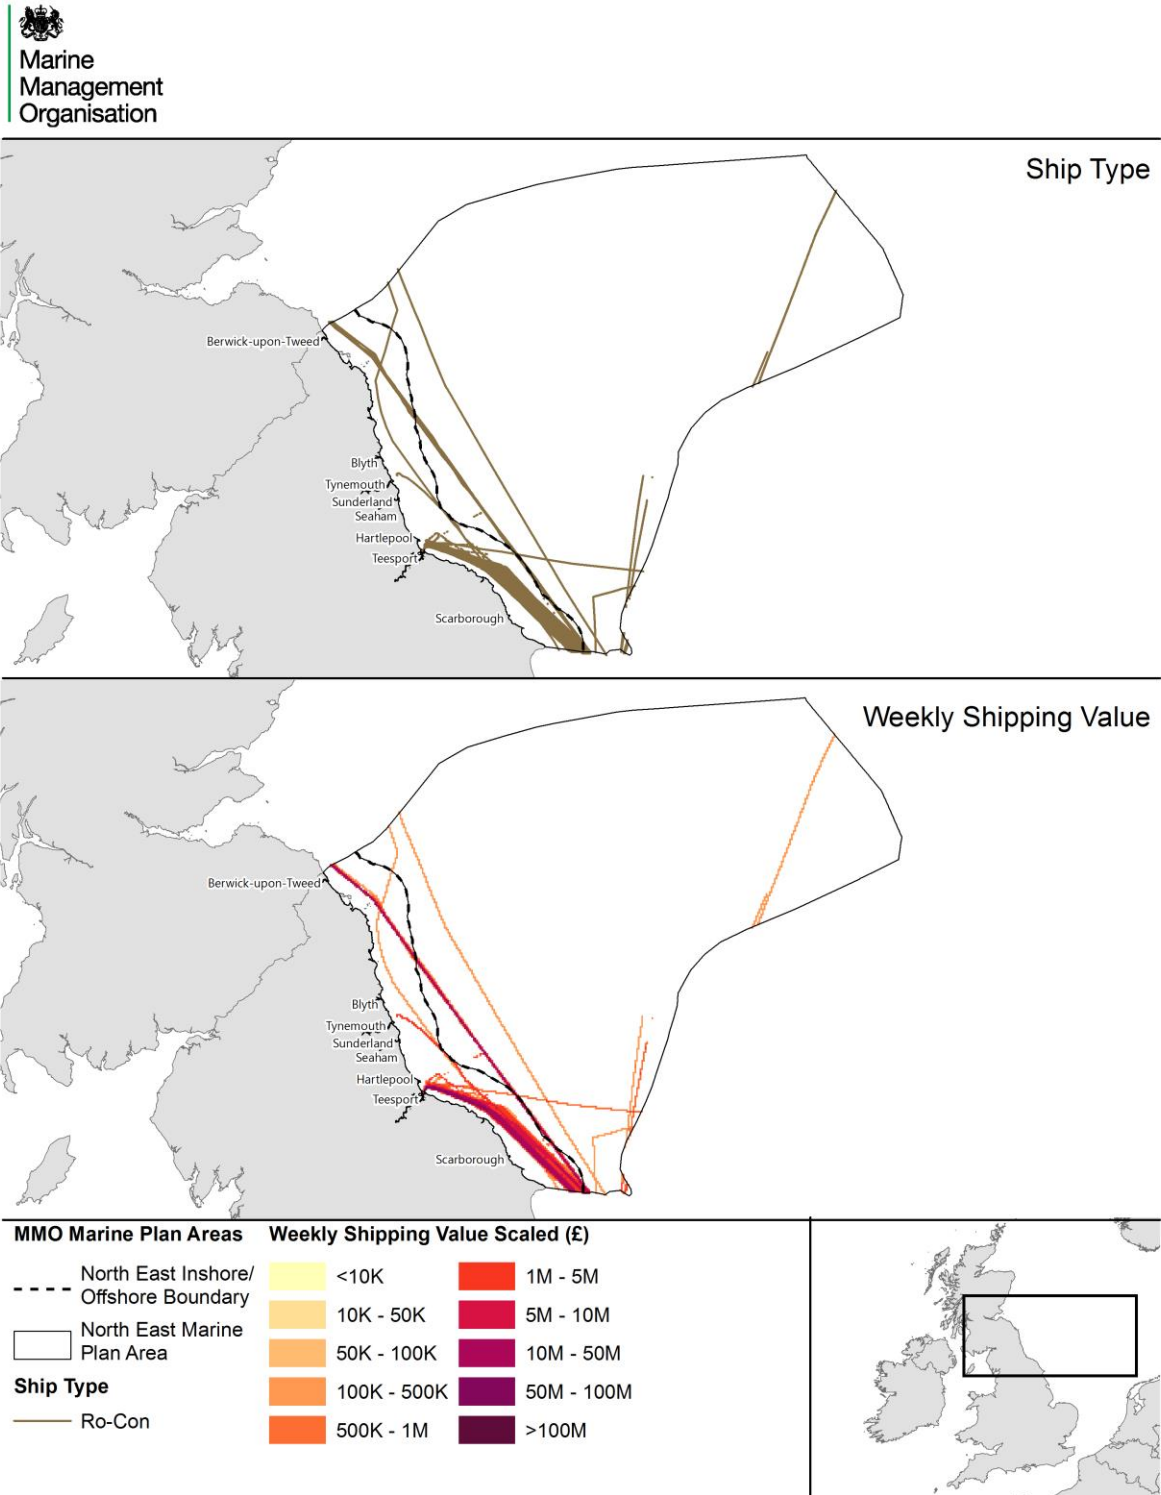 Marine
Management
Organisation
Ship Type
Berwick-upon-Tweed
Blyth
Tynemouth
Sunderland
Seaham
Hartlepool
Teesport
Scarborough
Weekly Shipping Value
Berwick-upon-Tweed
Blyth
Tynemouth
Sunderland
Seaham
Hartlepool
Teesport
Scarborough
MMO Marine Plan Areas
North East Inshore/
Offshore Boundary
North East Marine
Plan Area
Ship Type
Ro-Con
Weekly Shipping Value Scaled (£)
<10K
10K - 50K
50K - 100K
100K - 500K
500K - 1M
1M - 5M
5M - 10M
10M - 50M
50M - 100M
>100M